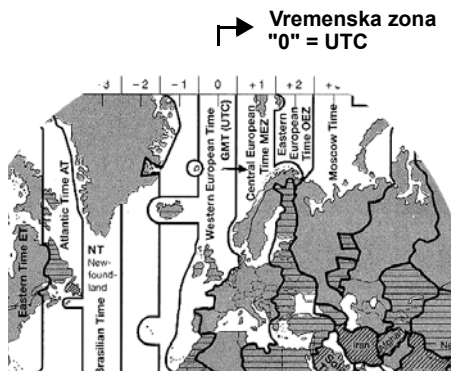 Vremenska zona
"0" = UTC
-3 -2 -1 0 +1 +2
Eastern Time ET
Atlantic Time AT
NT
New-
found-
land
Brasilian Time
Western European Time
GMT (UTC)
Central European
Time MEZ
Eastern
European
Time OEZ
Moscow Time
Iran